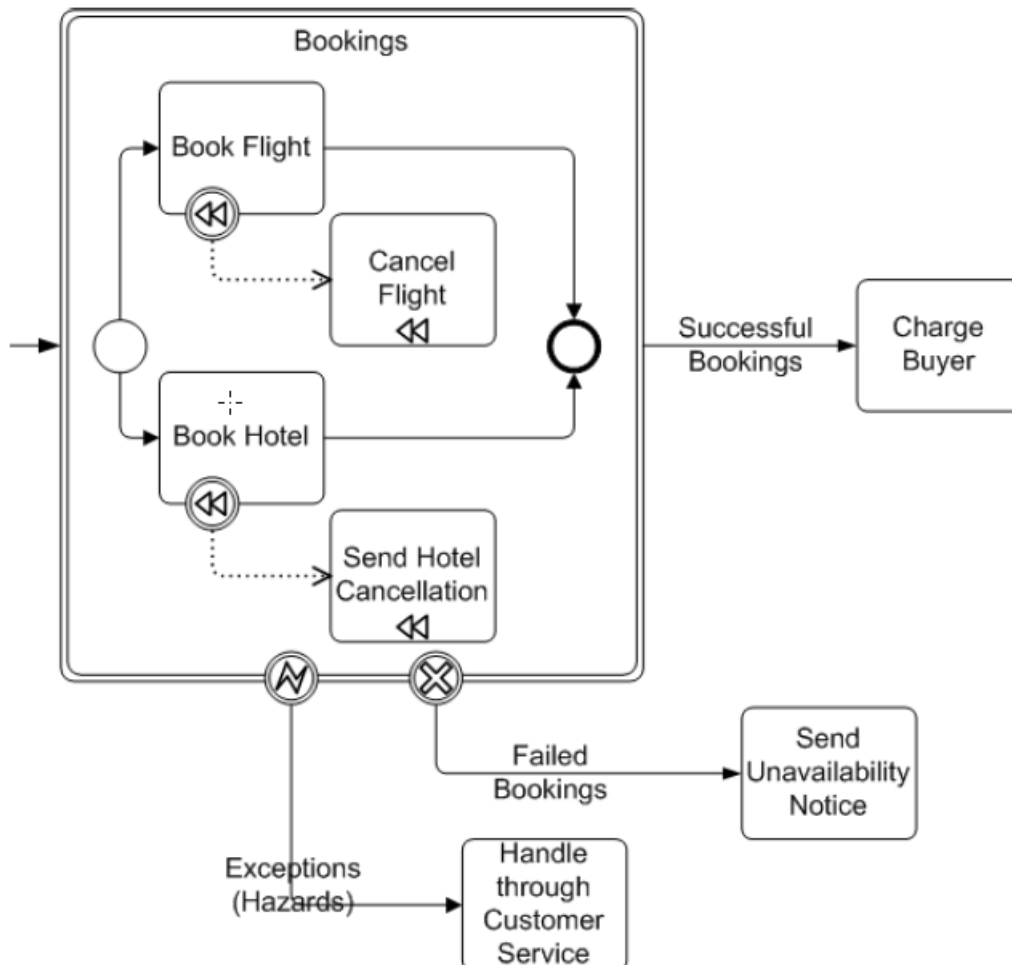 Bookings
Book Flight
Cancel
Flight
Successful
Bookings
Charge
Buyer
Book Hotel
Send Hotel
Cancellation
Failed
Bookings
Send
Unavailability
Notice
Exceptions
(Hazards)
Handle
through
Customer
Service